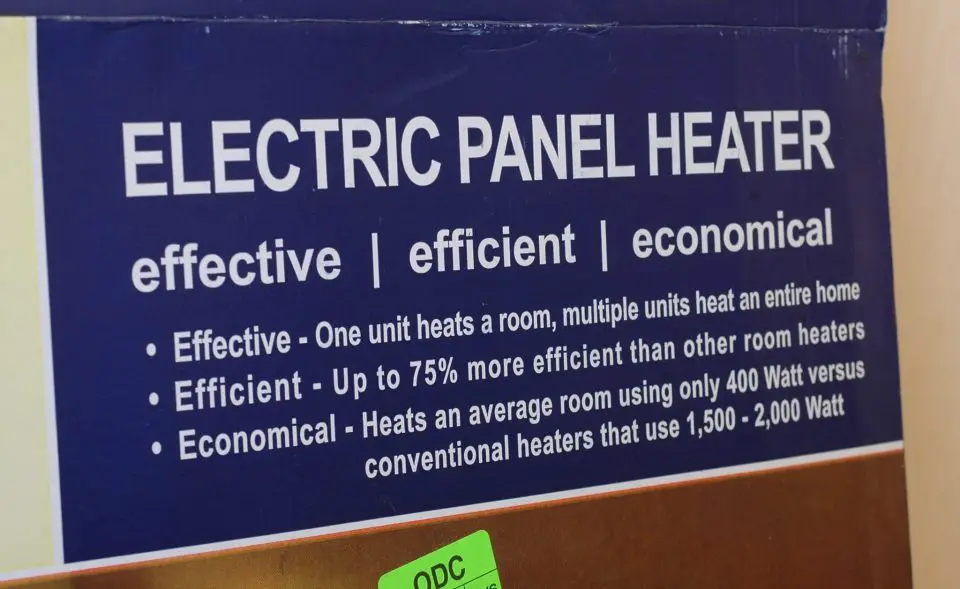 ELECTRIC PANEL HEATER
effective | efficient | economical
• Effective - One unit heats a room, multiple units heat an entire home
• Efficient - Up to 75% more efficient than other room heaters
• Economical - Heats an average room using only 400 Watt versus
conventional heaters that use 1,500 - 2,000 Watt
ODC